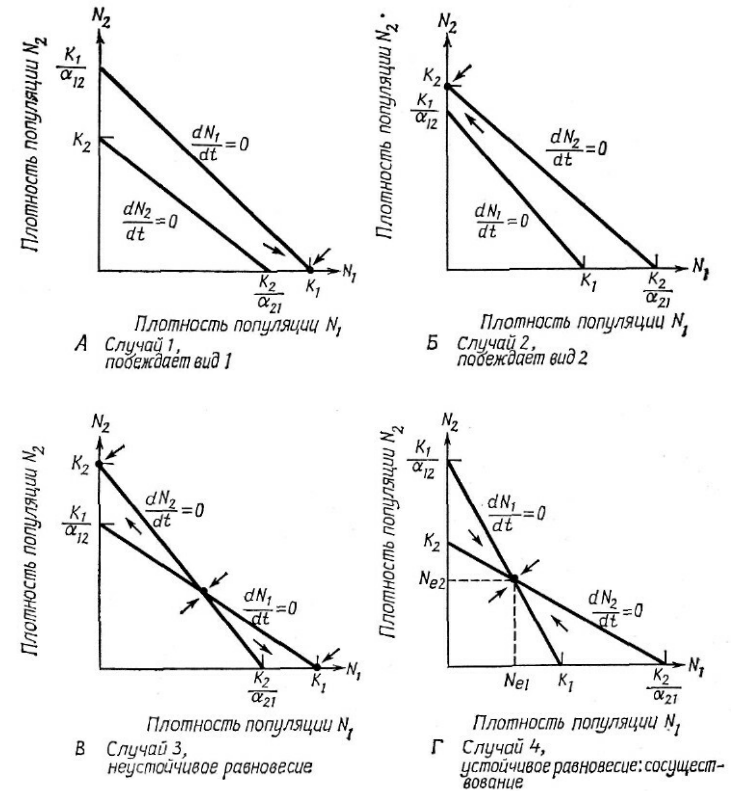 N₂
Плотность популяции N₂
K₁/α₁₂
K₂
dN₁/dt=0
dN₂/dt=0
K₂/α₂₁
K₁
N₁
Плотность популяции N₁
А Случай 1,
побеждает вид 1
N₂
Плотность популяции N₂
K₂
K₁/α₁₂
dN₂/dt=0
dN₁/dt=0
K₁
K₂/α₂₁
N₁
Плотность популяции N₁
Б Случай 2,
побеждает вид 2
N₂
Плотность популяции N₂
K₂
K₁/α₁₂
dN₂/dt=0
dN₁/dt=0
K₂/α₂₁
K₁
N₁
Плотность популяции N₁
В Случай 3,
неустойчивое равновесие
N₂
Плотность популяции N₂
K₁/α₁₂
K₂
Ne2
dN₁/dt=0
dN₂/dt=0
Ne1
K₁
K₂/α₂₁
N₁
Плотность популяции N₁
Г Случай 4,
устойчивое равновесие: сосущест-
вование